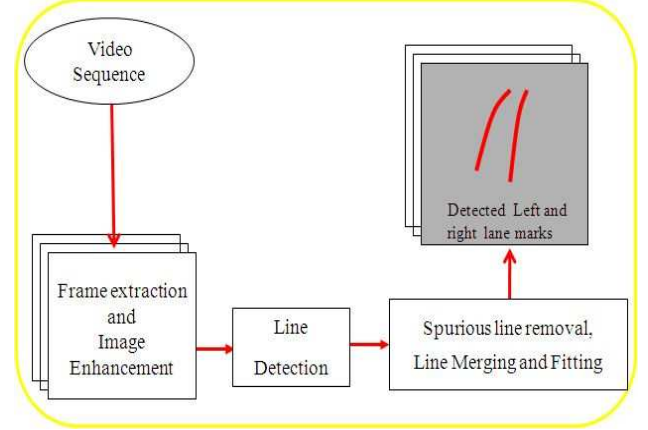 Video
Sequence
Frame extraction
and
Image
Enhancement
Line
Detection
Spurious line removal,
Line Merging and Fitting
Detected Left and
right lane marks